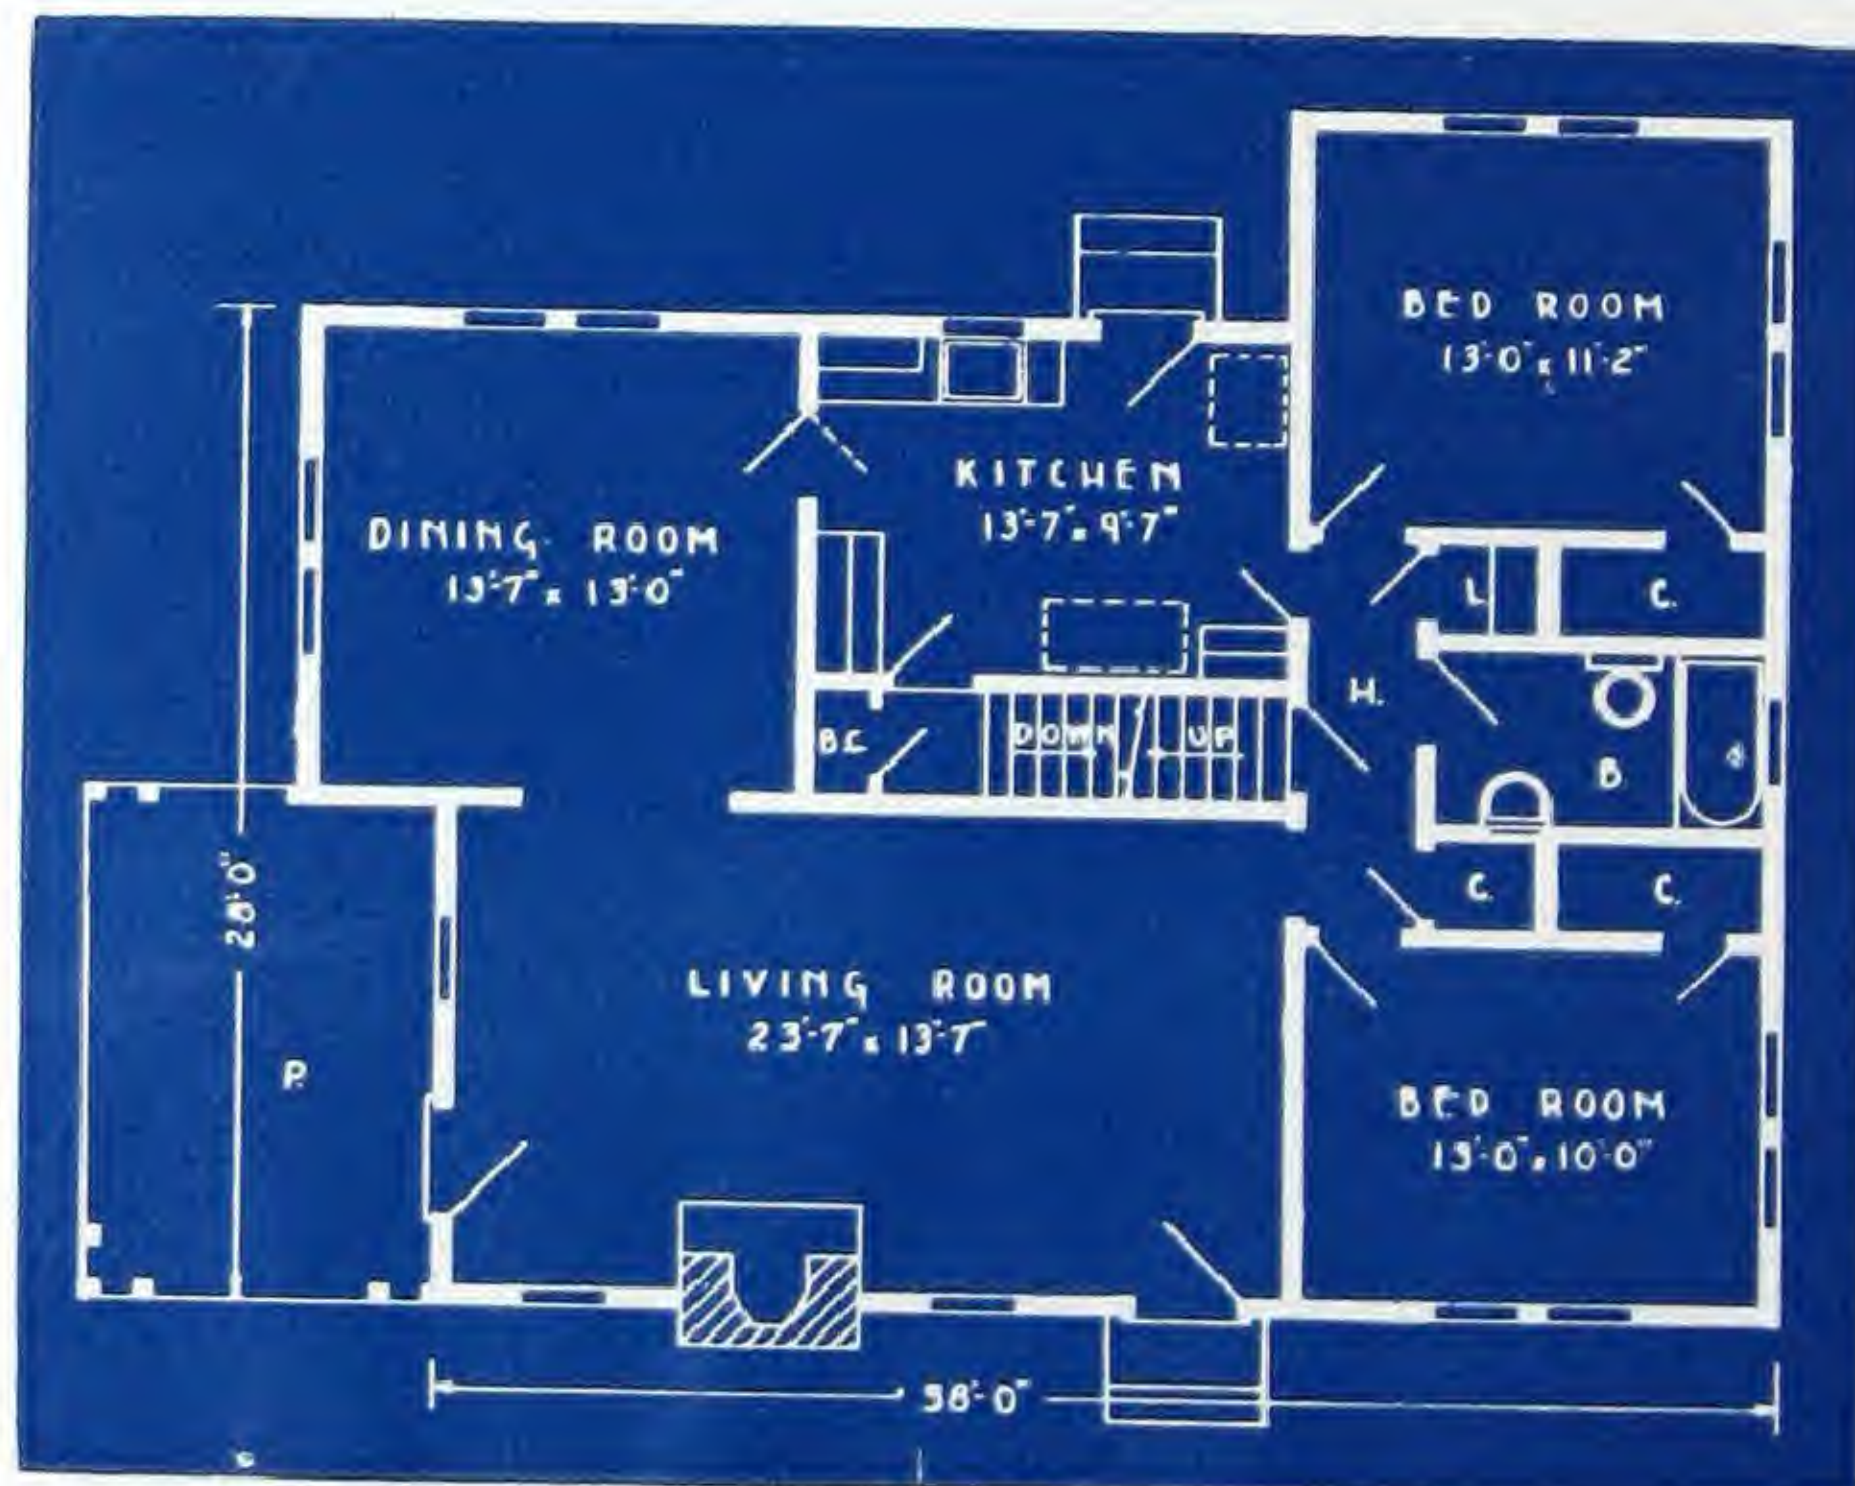 BED ROOM
13'-0" x 11'-2"
KITCHEN
13'-7" x 9'-7"
DINING ROOM
13'-7" x 13'-0"
L.
C.
H.
B.C.
DOWN
UP
B.
28'-0"
C.
C.
LIVING ROOM
23'-7" x 13'-7"
P.
BED ROOM
13'-0" x 10'-0"
38'-0"